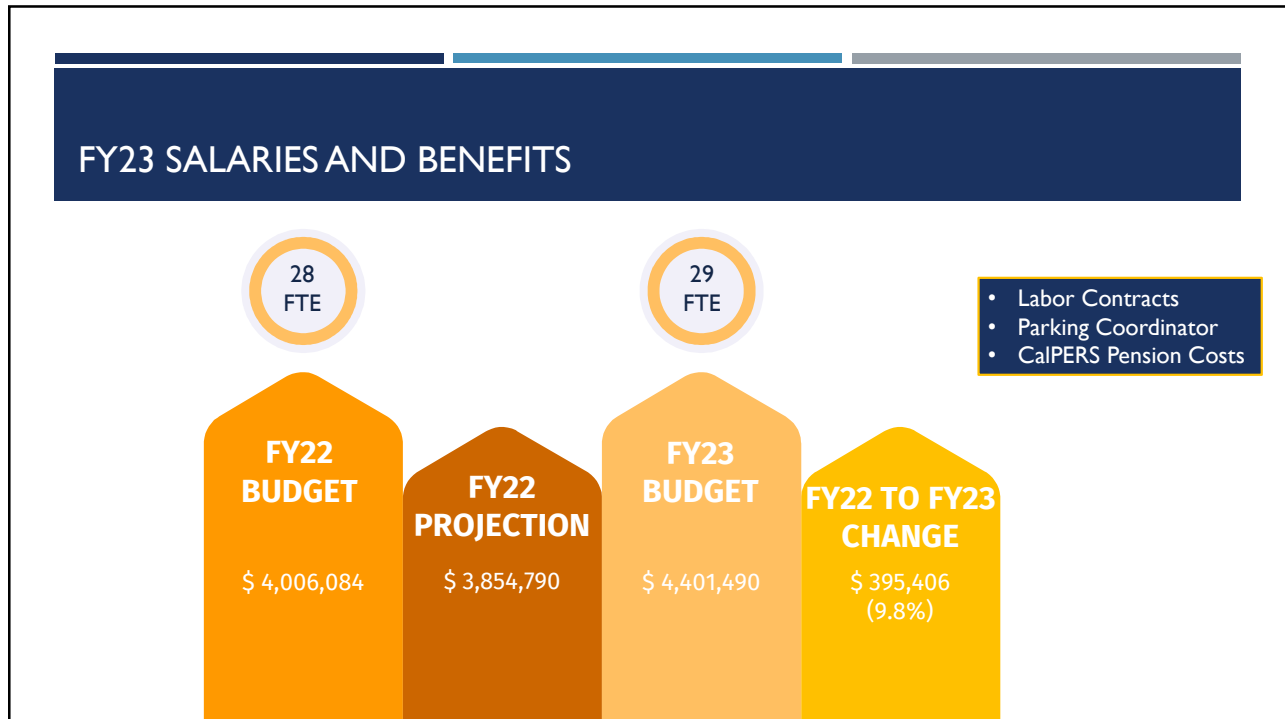 FY23 SALARIES AND BENEFITS
28
FTE
29
FTE
• Labor Contracts
• Parking Coordinator
• CalPERS Pension Costs
FY22
BUDGET
$ 4,006,084
FY22
PROJECTION
$ 3,854,790
FY23
BUDGET
$ 4,401,490
FY22 TO FY23
CHANGE
$ 395,406
(9.8%)